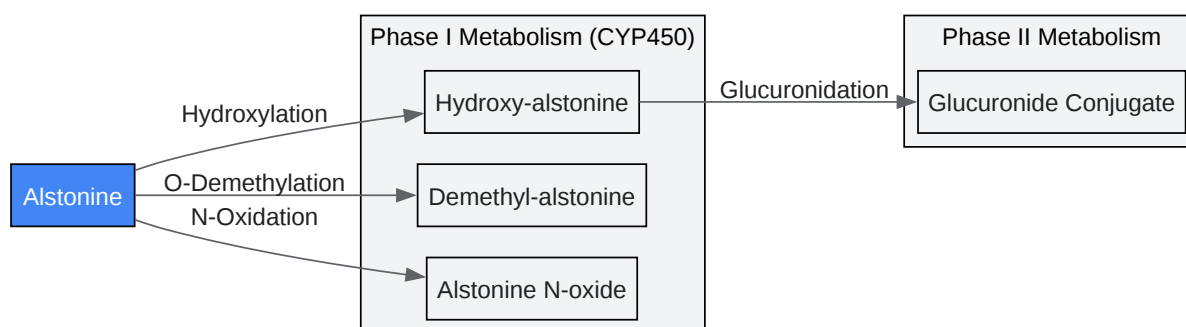 Phase I Metabolism (CYP450)
Phase II Metabolism
Hydroxy-alstonine
Glucuronidation
Glucuronide Conjugate
Hydroxylation
Alstonine
O-Demethylation
Demethyl-alstonine
N-Oxidation
Alstonine N-oxide